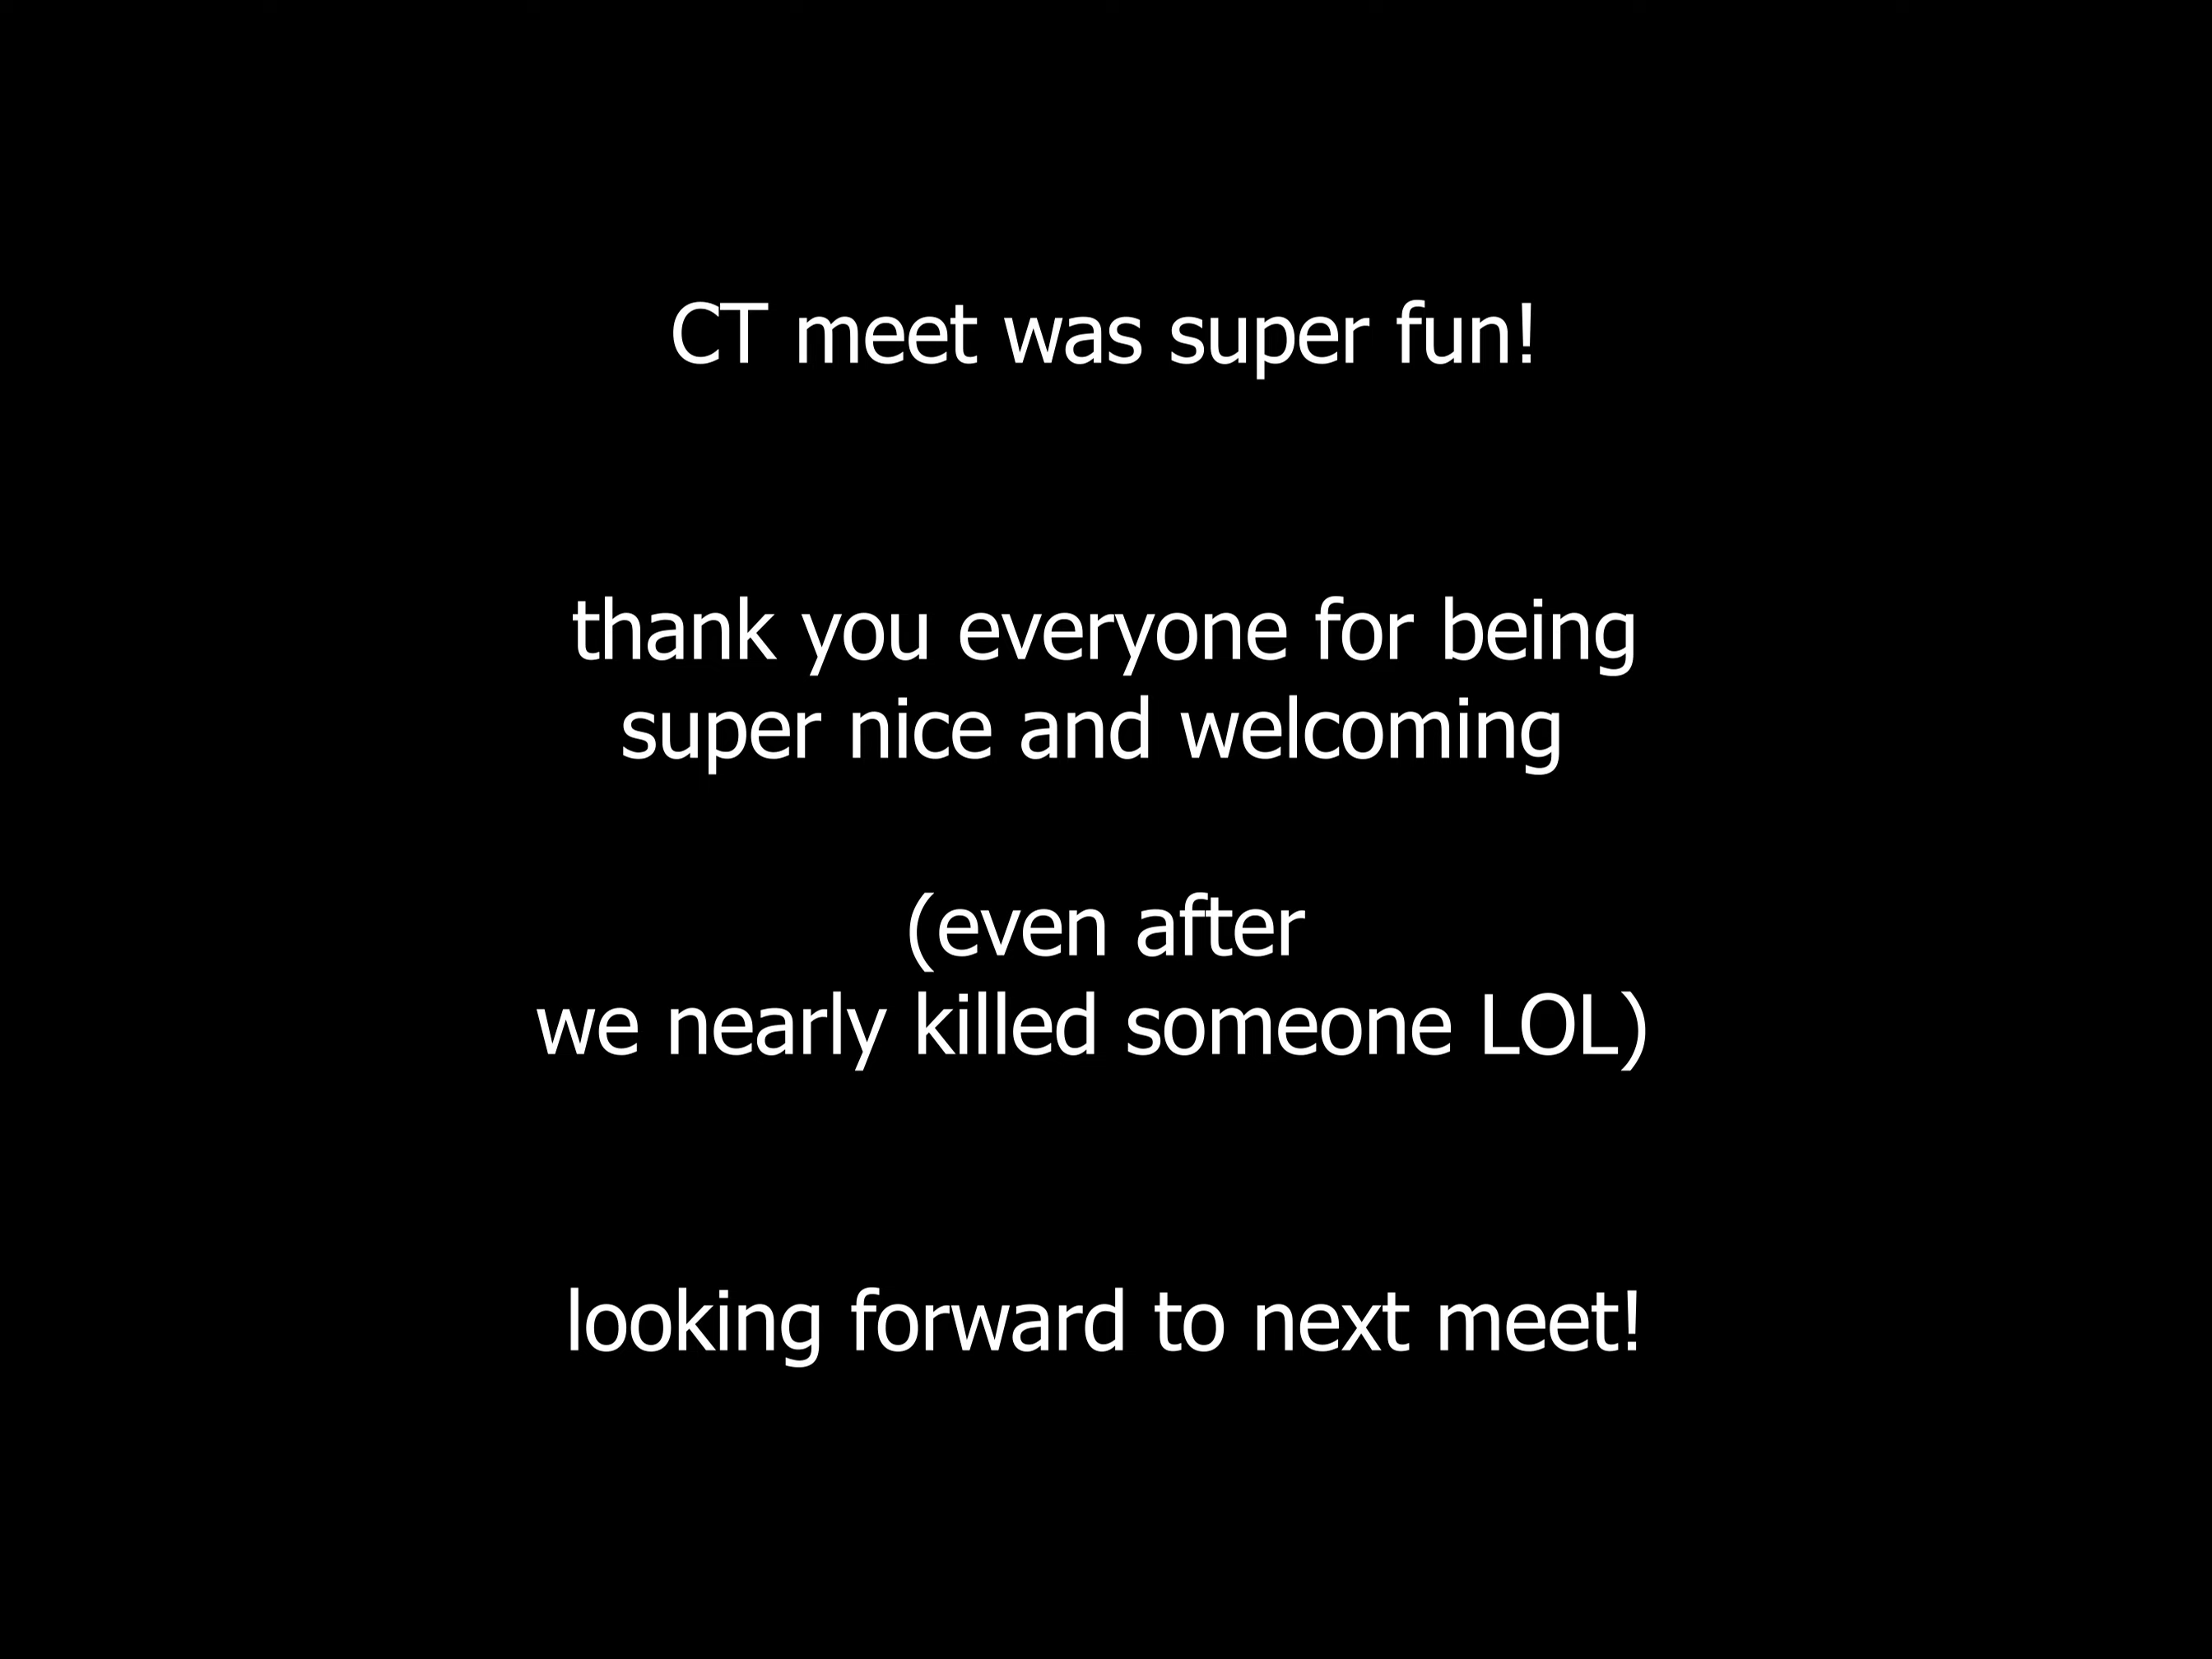 CT meet was super fun!
thank you everyone for being
super nice and welcoming
(even after
we nearly killed someone LOL)
looking forward to next meet!